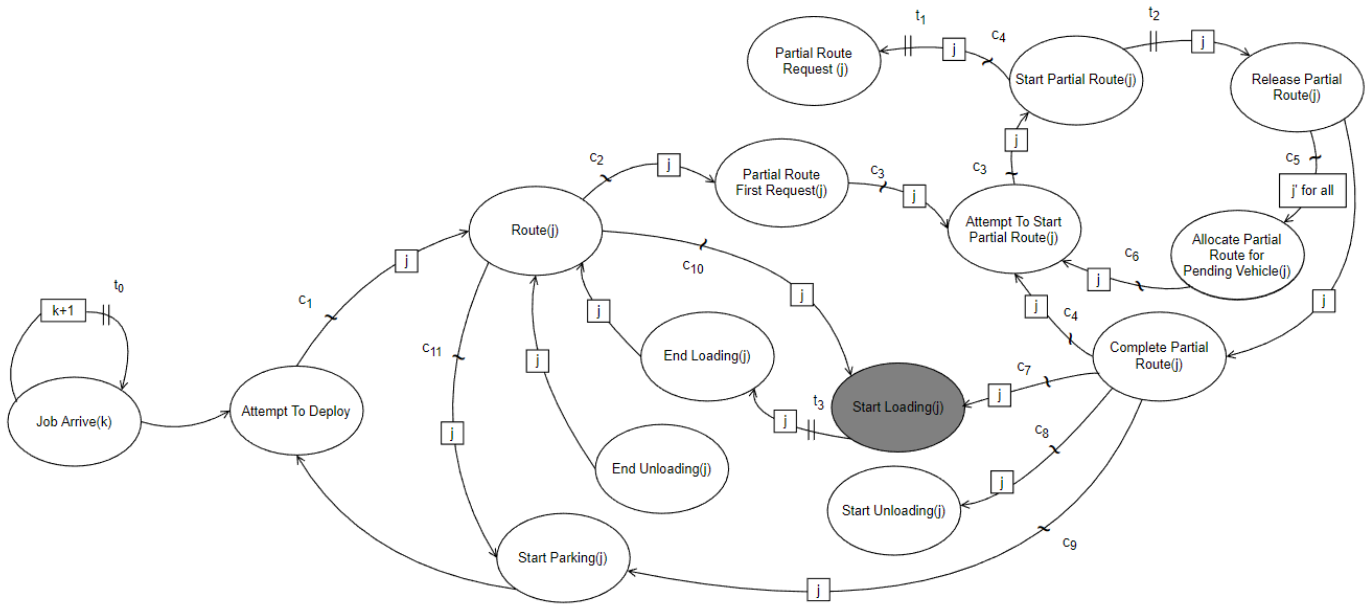 t1
c4
j
Partial Route
Request (j)
Start Partial Route(j)
t2
j
Release Partial
Route(j)
j
c3
c5
j' for all
c2
j
Partial Route
First Request(j)
c3
j
Attempt To Start
Partial Route(j)
Allocate Partial
Route for
Pending Vehicle(j)
c6
j
Route(j)
c10
j
j
c1
t0
k+1
j
j
c4
j
Complete Partial
Route(j)
c11
j
End Loading(j)
j
c7
j
Job Arrive(k)
Attempt To Deploy
t3
j
Start Loading(j)
c8
j
j
End Unloading(j)
Start Unloading(j)
Start Parking(j)
c9
j